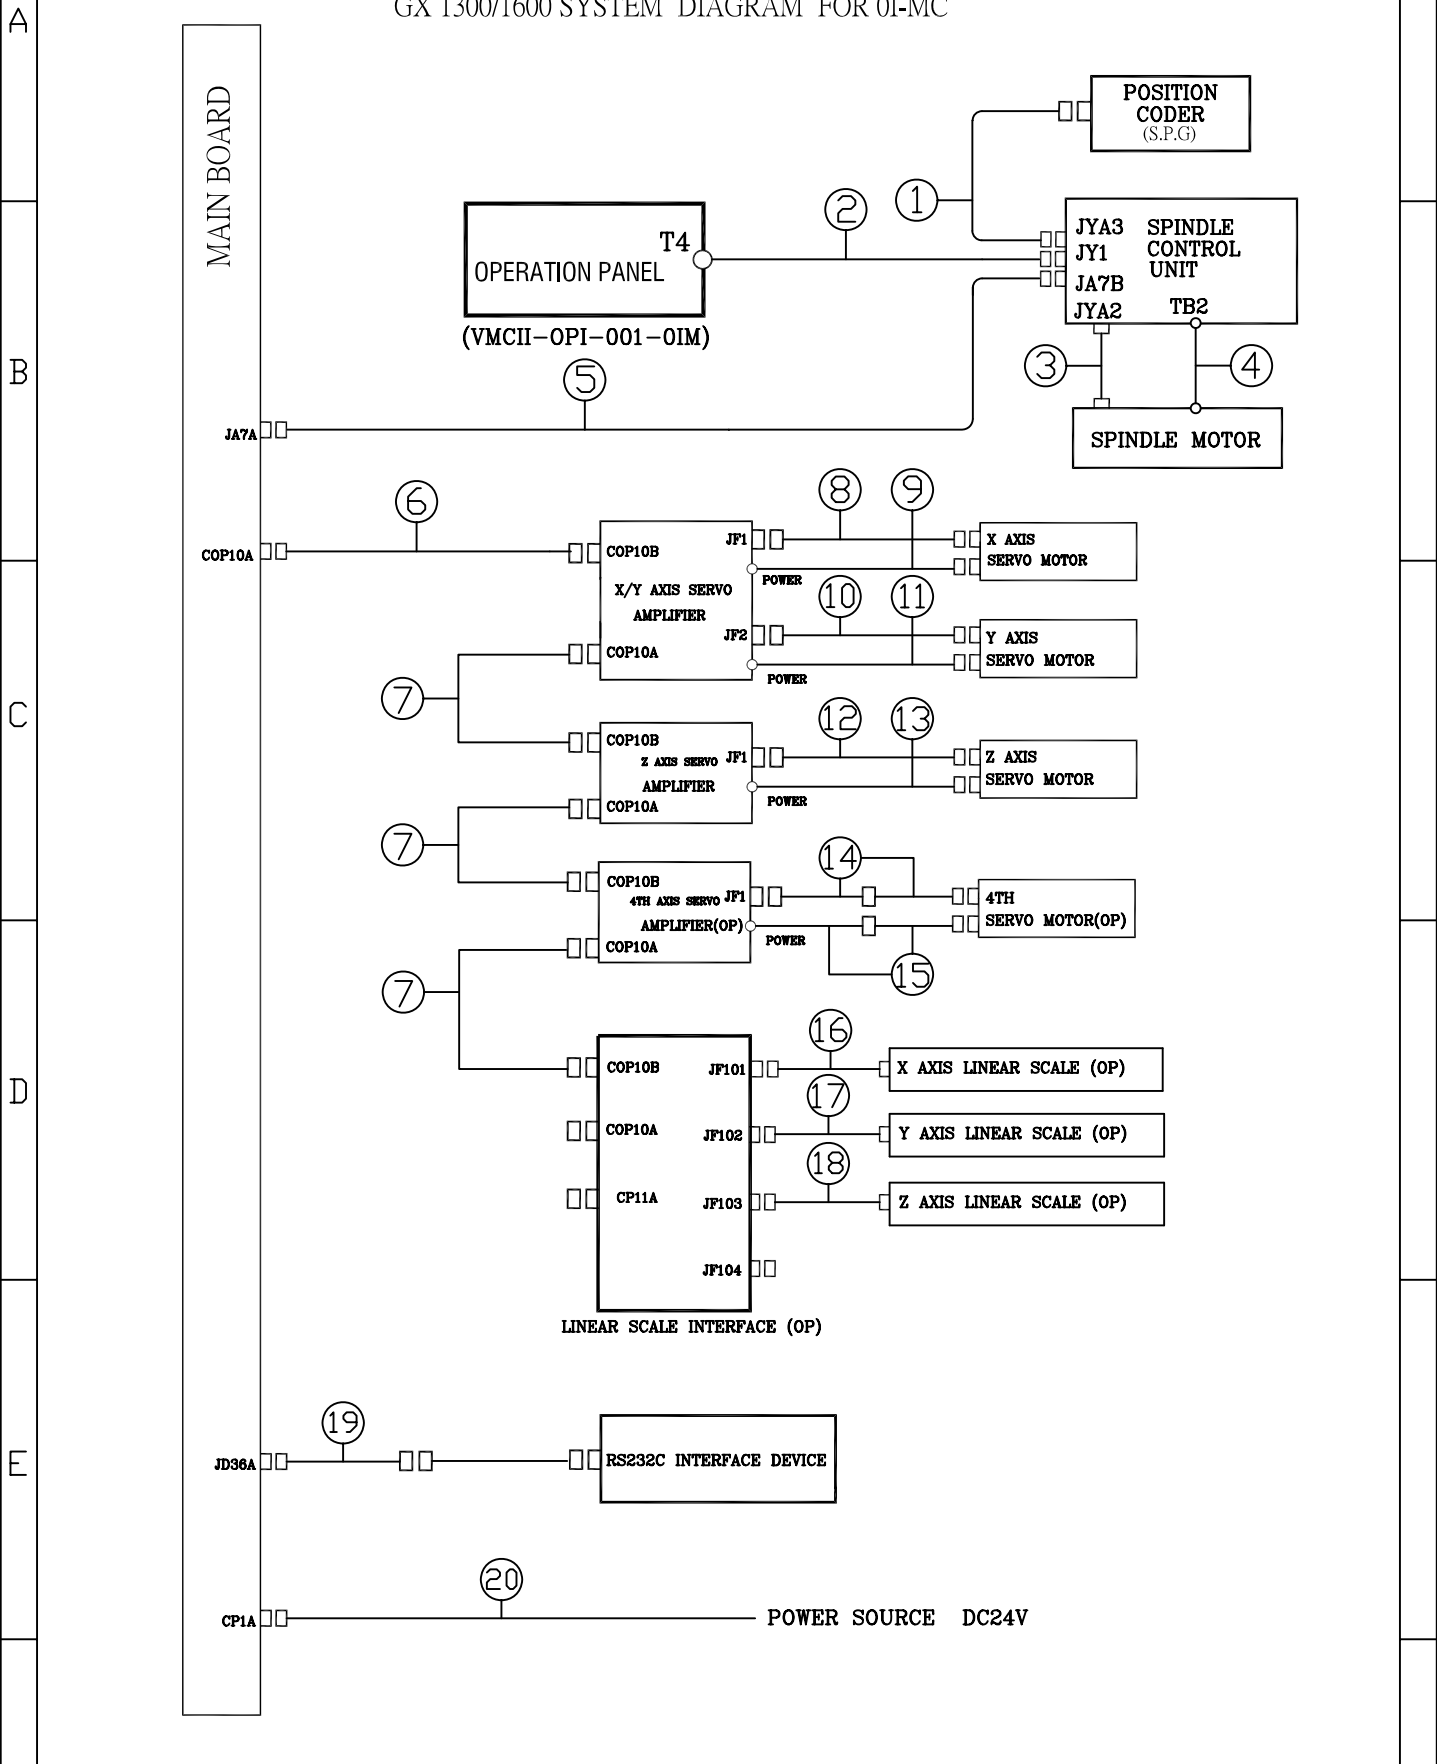 GX 1300/1600 SYSTEM DIAGRAM FOR 0I-MC
A
B
C
D
E
MAIN BOARD
POSITION
CODER
(S.P.G)
1
2
T4
OPERATION PANEL
(VMCII-OPI-001-OIM)
JYA3
JY1
JA7B
JYA2
SPINDLE
CONTROL
UNIT
TB2
3
4
SPINDLE MOTOR
5
JA7A
6
COP10A
COP10B
JF1
X/Y AXIS SERVO
AMPLIFIER
JF2
COP10A
POWER
POWER
8
9
X AXIS
SERVO MOTOR
10
11
Y AXIS
SERVO MOTOR
7
COP10B
Z AXIS SERVO
JF1
AMPLIFIER
COP10A
POWER
12
13
Z AXIS
SERVO MOTOR
7
COP10B
4TH AXIS SERVO
JF1
AMPLIFIER(OP)
COP10A
POWER
14
15
4TH
SERVO MOTOR(OP)
7
COP10B
COP10A
CP11A
JF101
JF102
JF103
JF104
LINEAR SCALE INTERFACE (OP)
16
X AXIS LINEAR SCALE (OP)
17
Y AXIS LINEAR SCALE (OP)
18
Z AXIS LINEAR SCALE (OP)
19
JD36A
RS232C INTERFACE DEVICE
20
CP1A
POWER SOURCE DC24V